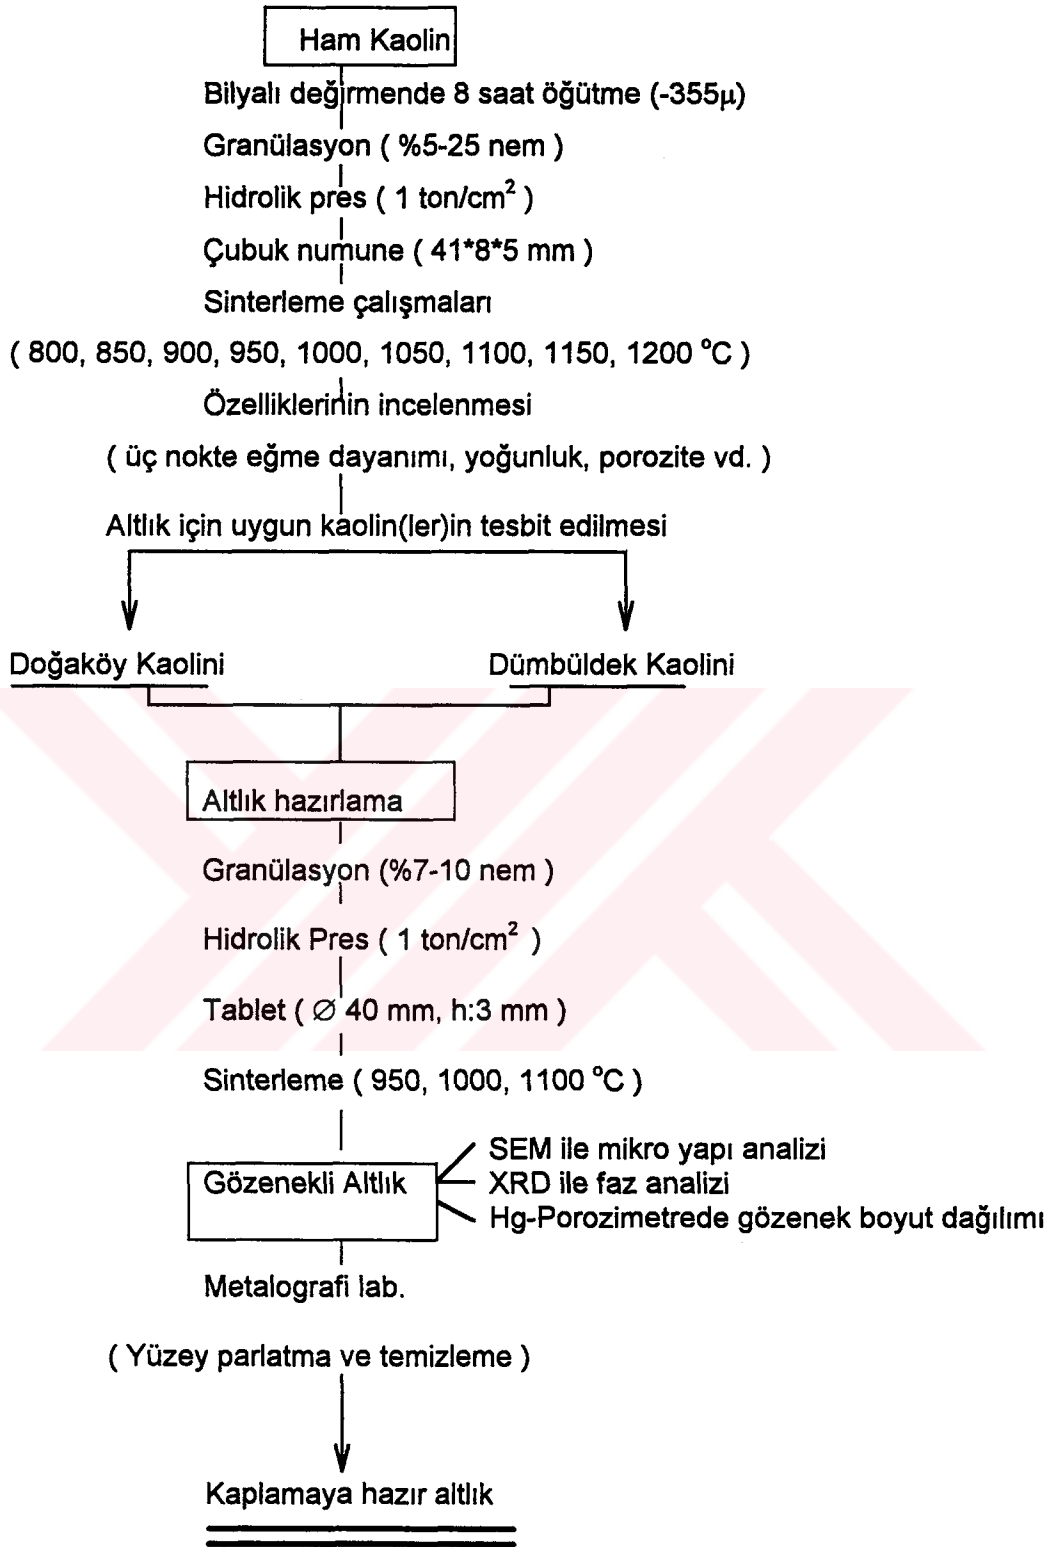 Ham Kaolin
Bilyalı değirmende 8 saat öğütme (-355µ)
Granülasyon ( %5-25 nem )
Hidrolik pres ( 1 ton/cm² )
Çubuk numune ( 41*8*5 mm )
Sinterleme çalışmaları
( 800, 850, 900, 950, 1000, 1050, 1100, 1150, 1200 °C )
Özelliklerinin incelenmesi
( üç nokte eğme dayanımı, yoğunluk, porozite vd. )
Altlık için uygun kaolin(ler)in tesbit edilmesi
Doğaköy Kaolini
Dümbüldek Kaolini
Altlık hazırlama
Granülasyon (%7-10 nem )
Hidrolik Pres ( 1 ton/cm² )
Tablet ( ∅ 40 mm, h:3 mm )
Sinterleme ( 950, 1000, 1100 °C )
Gözenekli Altlık
SEM ile mikro yapı analizi
XRD ile faz analizi
Hg-Porozimetrede gözenek boyut dağılımı
Metalografi lab.
( Yüzey parlatma ve temizleme )
Kaplamaya hazır altlık